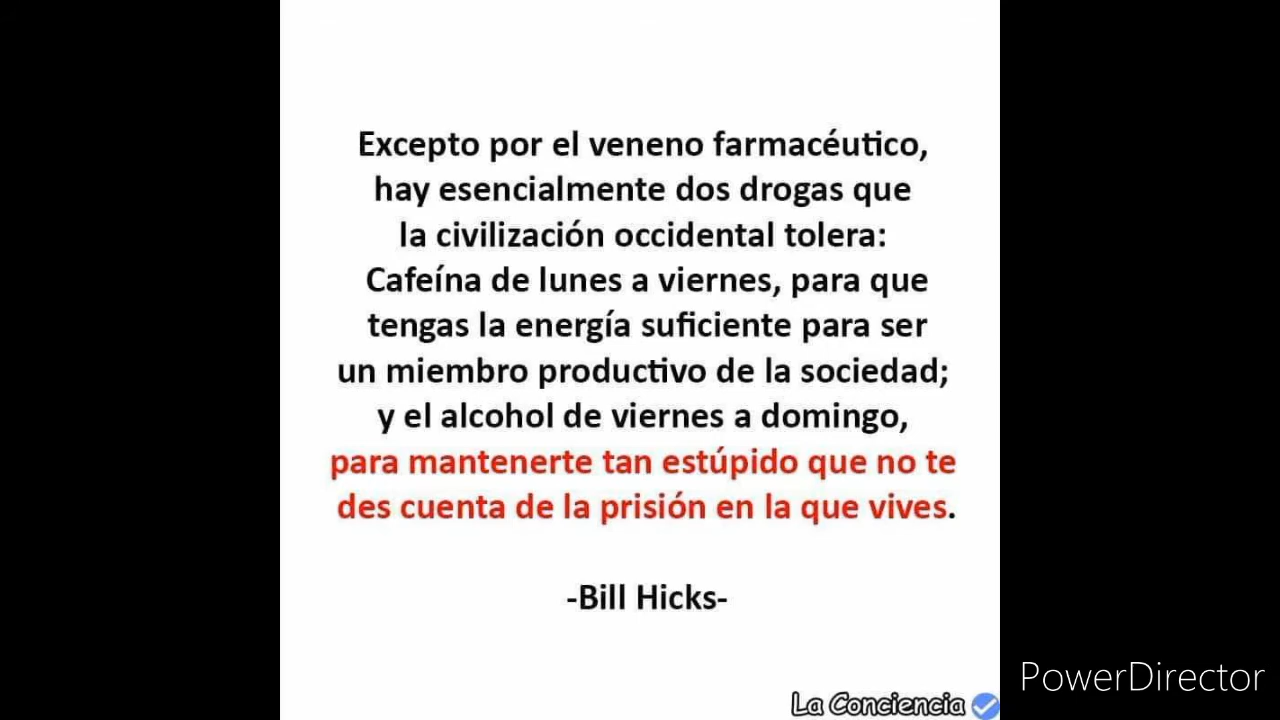 Excepto por el veneno farmacéutico,
hay esencialmente dos drogas que
la civilización occidental tolera:
Cafeína de lunes a viernes, para que
tengas la energía suficiente para ser
un miembro productivo de la sociedad;
y el alcohol de viernes a domingo,
para mantenerte tan estúpido que no te
des cuenta de la prisión en la que vives.
-Bill Hicks-
La Conciencia
PowerDirector